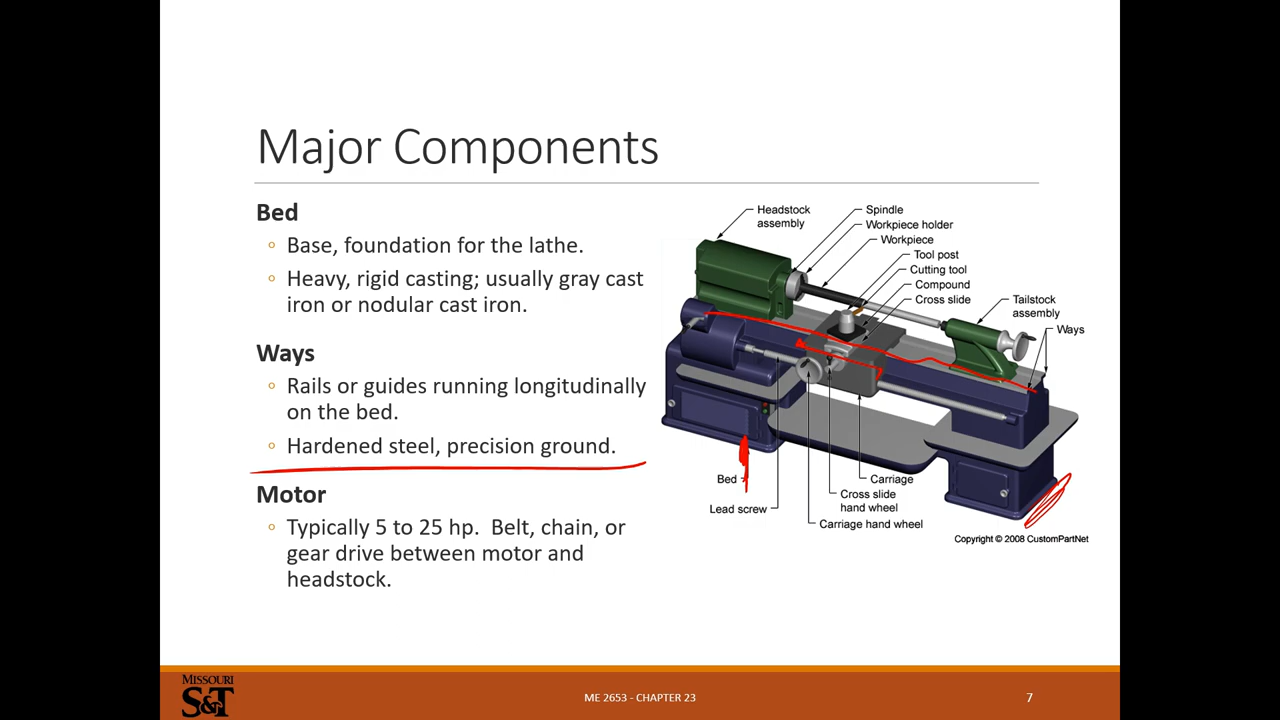 Major Components
Bed
◦ Base, foundation for the lathe.
◦ Heavy, rigid casting; usually gray cast
iron or nodular cast iron.
Ways
◦ Rails or guides running longitudinally
on the bed.
◦ Hardened steel, precision ground.
Motor
◦ Typically 5 to 25 hp.  Belt, chain, or
gear drive between motor and
headstock.
Headstock
assembly
Spindle
Workpiece holder
Workpiece
Tool post
Cutting tool
Compound
Cross slide
Tailstock
assembly
Ways
Bed
Lead screw
Carriage
Cross slide
hand wheel
Carriage hand wheel
Copyright © 2008 CustomPartNet
MISSOURI
S&T
ME 2653 - CHAPTER 23
7